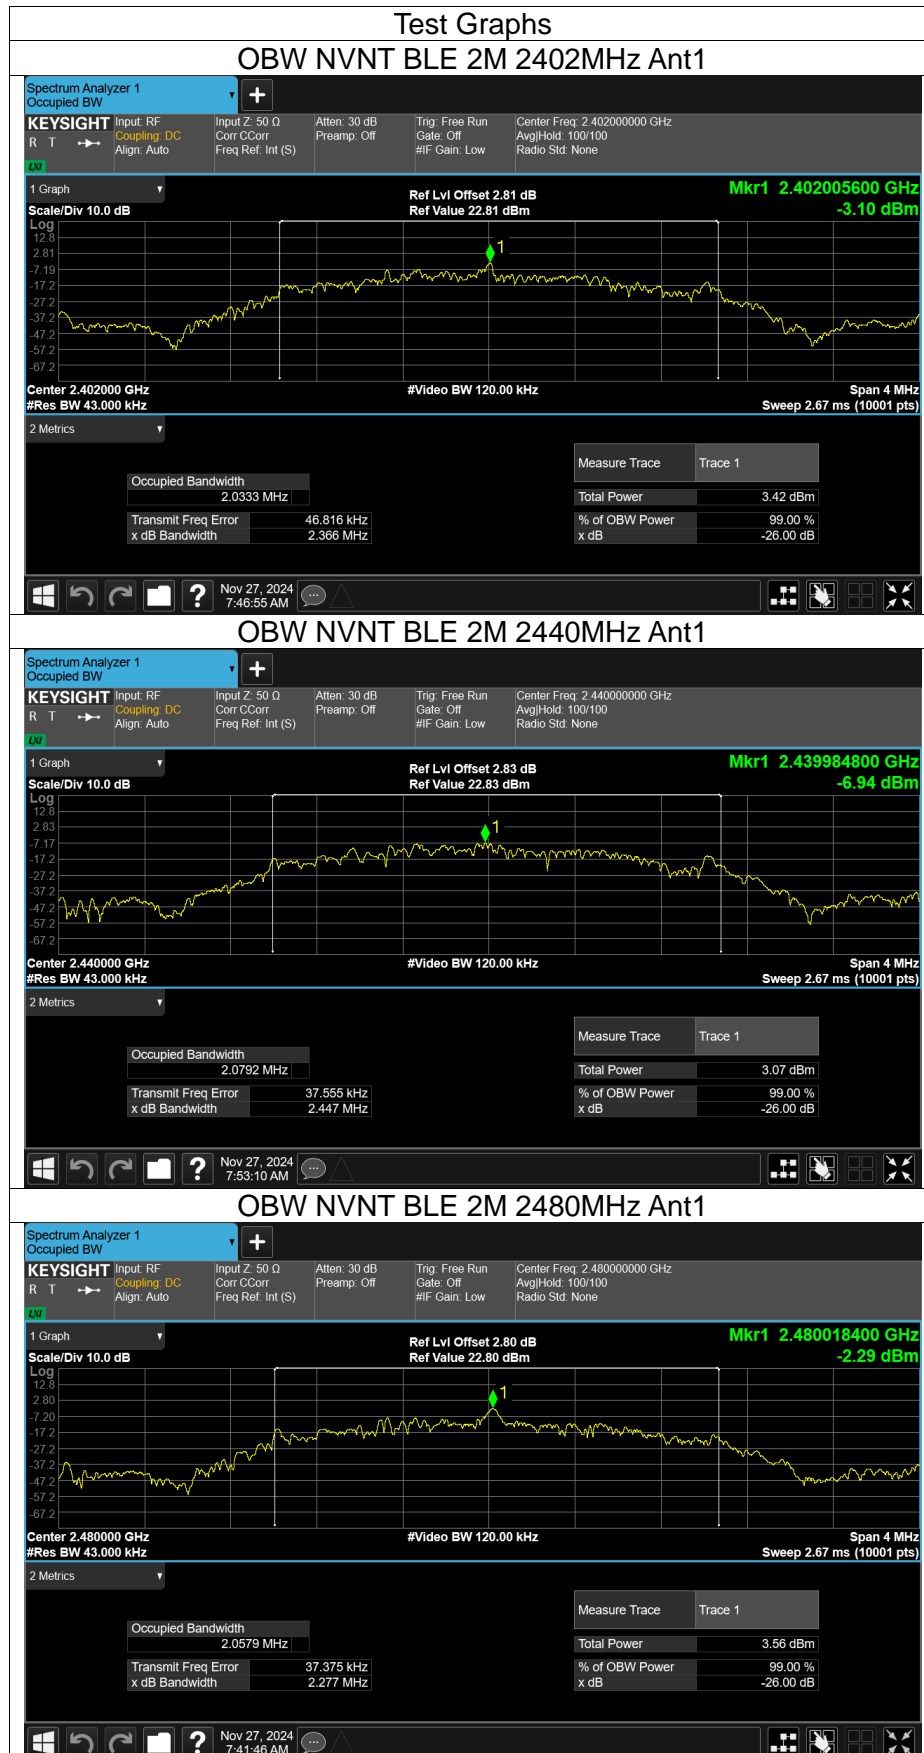 Test Graphs
OBW NVNT BLE 2M 2402MHz Ant1
Spectrum Analyzer 1
Occupied BW
+
KEYSIGHT Input: RF Input Z: 50 Ω Atten: 30 dB Trig: Free Run Center Freq: 2.402000000 GHz
R T Coupling: DC Corr CCorr Preamp: Off Gate: Off Avg|Hold: 100/100
Align: Auto Freq Ref: Int (S) #IF Gain: Low Radio Std: None
LXI
1 Graph Ref Lvl Offset 2.81 dB Mkr1 2.402005600 GHz
Scale/Div 10.0 dB Ref Value 22.81 dBm -3.10 dBm
Log
12.8
2.81
-7.19
-17.2
-27.2
-37.2
-47.2
-57.2
-67.2
1
Center 2.402000 GHz #Video BW 120.00 kHz Span 4 MHz
#Res BW 43.000 kHz Sweep 2.67 ms (10001 pts)
2 Metrics
Measure Trace Trace 1
Occupied Bandwidth
2.0333 MHz Total Power 3.42 dBm
Transmit Freq Error 46.816 kHz % of OBW Power 99.00 %
x dB Bandwidth 2.366 MHz x dB -26.00 dB
? Nov 27, 2024
7:46:55 AM
OBW NVNT BLE 2M 2440MHz Ant1
Spectrum Analyzer 1
Occupied BW
+
KEYSIGHT Input: RF Input Z: 50 Ω Atten: 30 dB Trig: Free Run Center Freq: 2.440000000 GHz
R T Coupling: DC Corr CCorr Preamp: Off Gate: Off Avg|Hold: 100/100
Align: Auto Freq Ref: Int (S) #IF Gain: Low Radio Std: None
LXI
1 Graph Ref Lvl Offset 2.83 dB Mkr1 2.439984800 GHz
Scale/Div 10.0 dB Ref Value 22.83 dBm -6.94 dBm
Log
12.8
2.83
-7.17
-17.2
-27.2
-37.2
-47.2
-57.2
-67.2
1
Center 2.440000 GHz #Video BW 120.00 kHz Span 4 MHz
#Res BW 43.000 kHz Sweep 2.67 ms (10001 pts)
2 Metrics
Measure Trace Trace 1
Occupied Bandwidth
2.0792 MHz Total Power 3.07 dBm
Transmit Freq Error 37.555 kHz % of OBW Power 99.00 %
x dB Bandwidth 2.447 MHz x dB -26.00 dB
? Nov 27, 2024
7:53:10 AM
OBW NVNT BLE 2M 2480MHz Ant1
Spectrum Analyzer 1
Occupied BW
+
KEYSIGHT Input: RF Input Z: 50 Ω Atten: 30 dB Trig: Free Run Center Freq: 2.480000000 GHz
R T Coupling: DC Corr CCorr Preamp: Off Gate: Off Avg|Hold: 100/100
Align: Auto Freq Ref: Int (S) #IF Gain: Low Radio Std: None
LXI
1 Graph Ref Lvl Offset 2.80 dB Mkr1 2.480018400 GHz
Scale/Div 10.0 dB Ref Value 22.80 dBm -2.29 dBm
Log
12.8
2.80
-7.20
-17.2
-27.2
-37.2
-47.2
-57.2
-67.2
1
Center 2.480000 GHz #Video BW 120.00 kHz Span 4 MHz
#Res BW 43.000 kHz Sweep 2.67 ms (10001 pts)
2 Metrics
Measure Trace Trace 1
Occupied Bandwidth
2.0579 MHz Total Power 3.56 dBm
Transmit Freq Error 37.375 kHz % of OBW Power 99.00 %
x dB Bandwidth 2.277 MHz x dB -26.00 dB
? Nov 27, 2024
7:41:46 AM